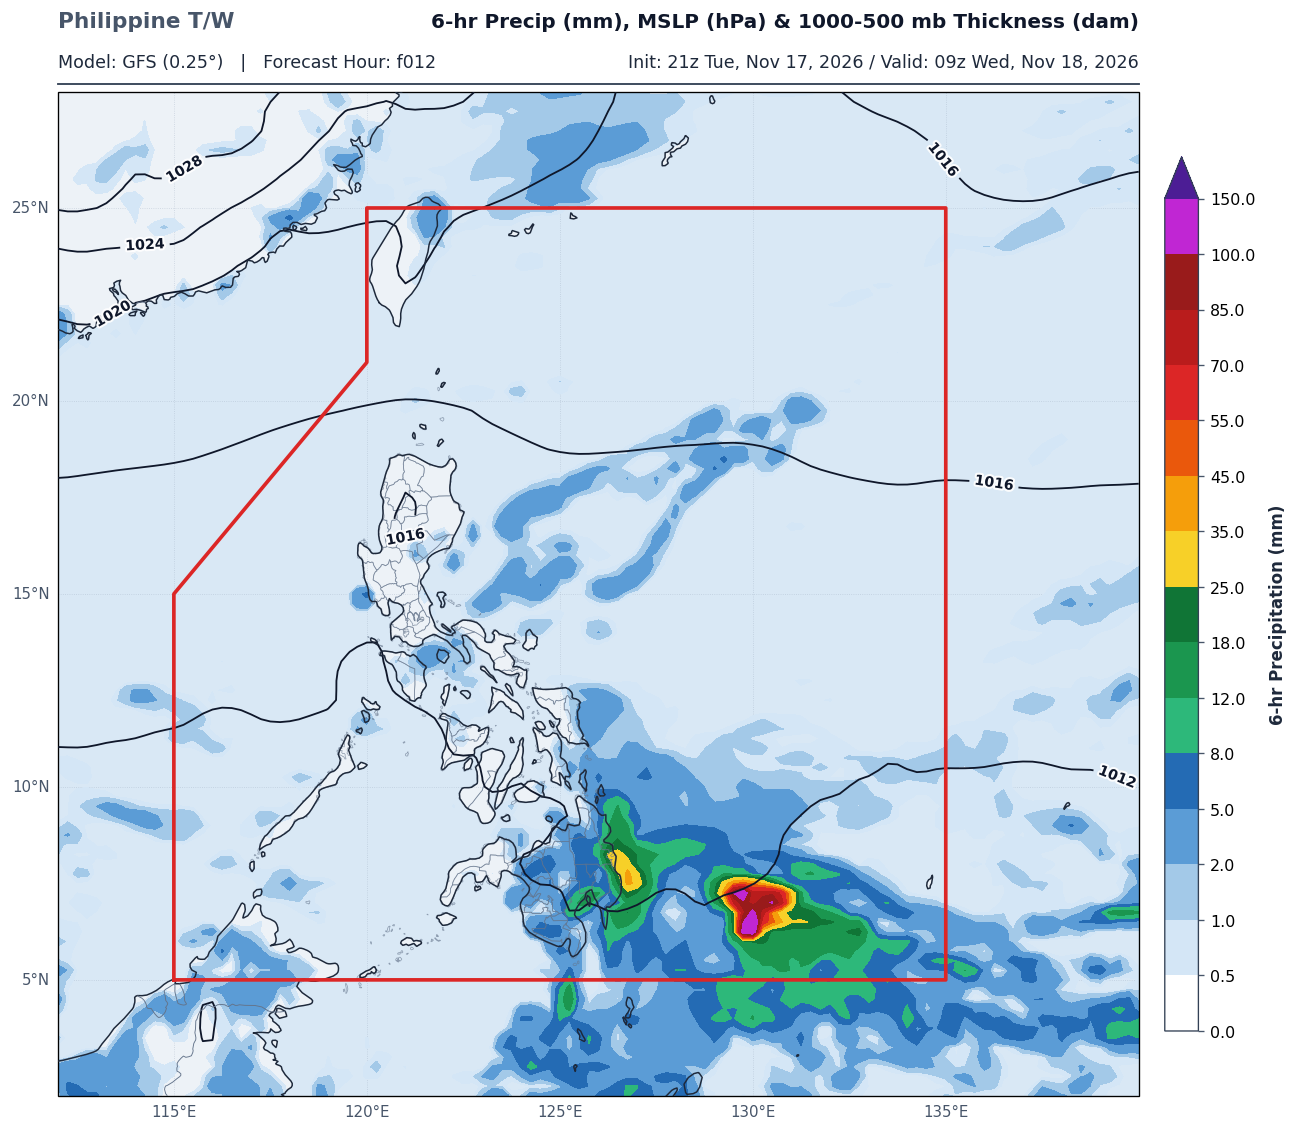 Philippine T/W
6-hr Precip (mm), MSLP (hPa) & 1000-500 mb Thickness (dam)
Model: GFS (0.25°) | Forecast Hour: f012
Init: 21z Tue, Nov 17, 2026 / Valid: 09z Wed, Nov 18, 2026
1028
1016
1024
1020
1016
1016
1012
25°N
20°N
15°N
10°N
5°N
115°E
120°E
125°E
130°E
135°E
150.0
100.0
85.0
70.0
55.0
45.0
35.0
25.0
18.0
12.0
8.0
5.0
2.0
1.0
0.5
0.0
6-hr Precipitation (mm)